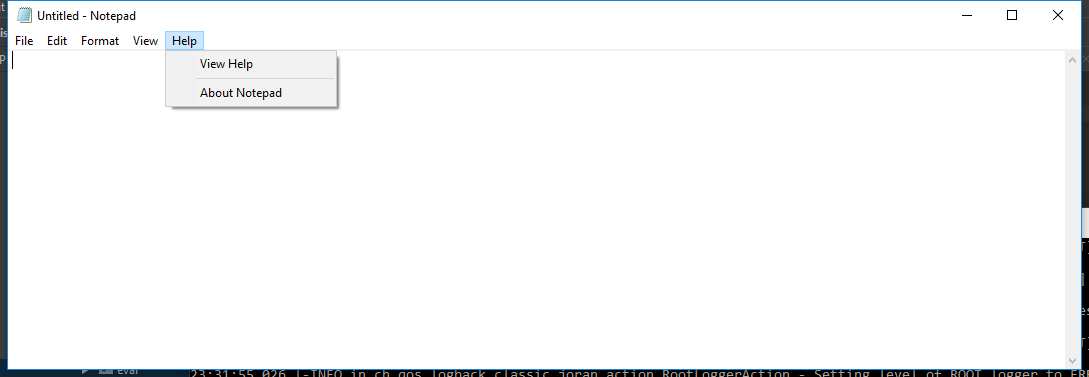 Untitled - Notepad
File Edit Format View Help
View Help
About Notepad
eval
23:31:55,026 |-INFO in ch.qos.logback.classic.joran.action.RootLoggerAction - Setting level of ROOT logger to